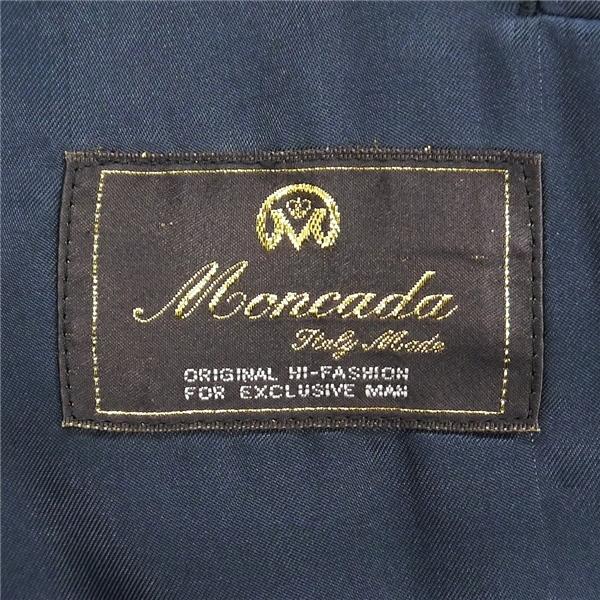 M
Moncada
Italy Mode
ORIGINAL HI-FASHION
FOR EXCLUSIVE MAN